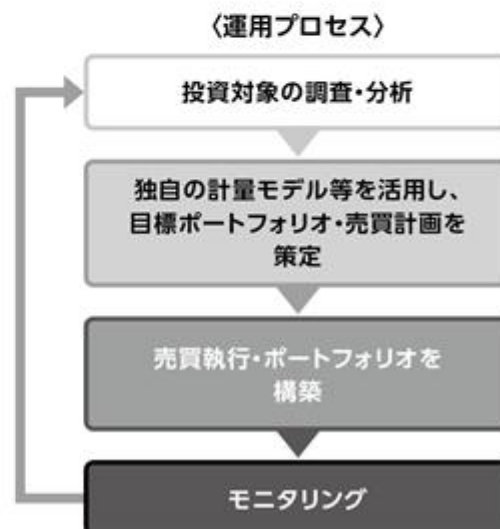 〈運用プロセス〉
投資対象の調査・分析
独自の計量モデル等を活用し、
目標ポートフォリオ・売買計画を
策定
売買執行・ポートフォリオを
構築
モニタリング